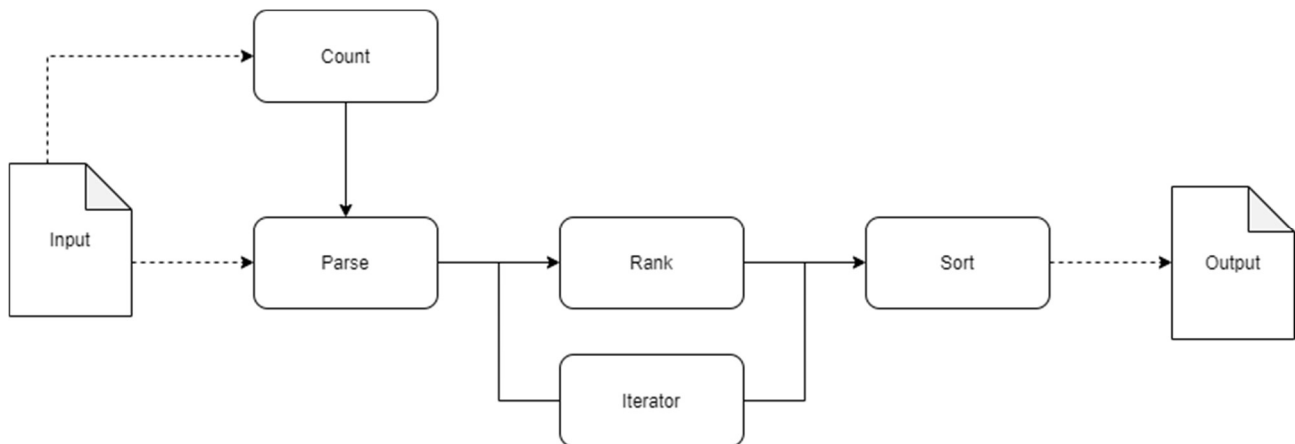 Count
Input
Parse
Rank
Sort
Output
Iterator